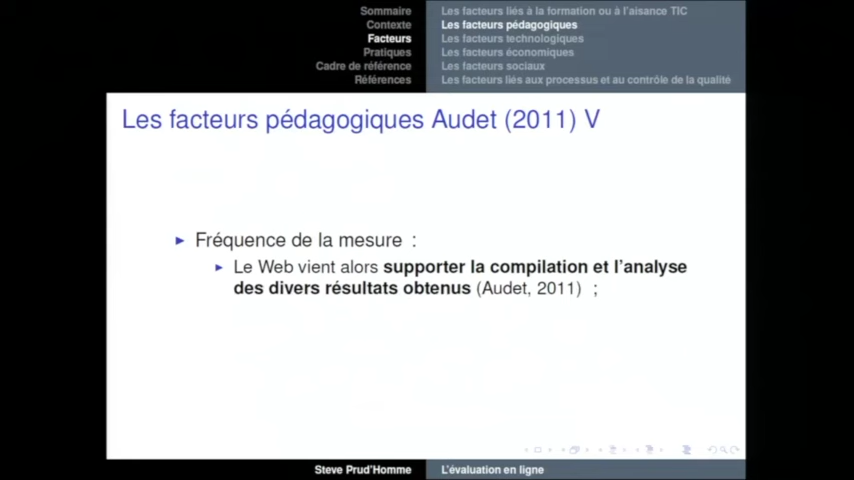 Sommaire
Contexte
Facteurs
Pratiques
Cadre de référence
Références
Les facteurs liés à la formation ou à l'aisance TIC
Les facteurs pédagogiques
Les facteurs technologiques
Les facteurs économiques
Les facteurs sociaux
Les facteurs liés aux processus et au contrôle de la qualité
Les facteurs pédagogiques Audet (2011) V
Fréquence de la mesure :
Le Web vient alors supporter la compilation et l'analyse
des divers résultats obtenus (Audet, 2011) ;
Steve Prud'Homme
L'évaluation en ligne